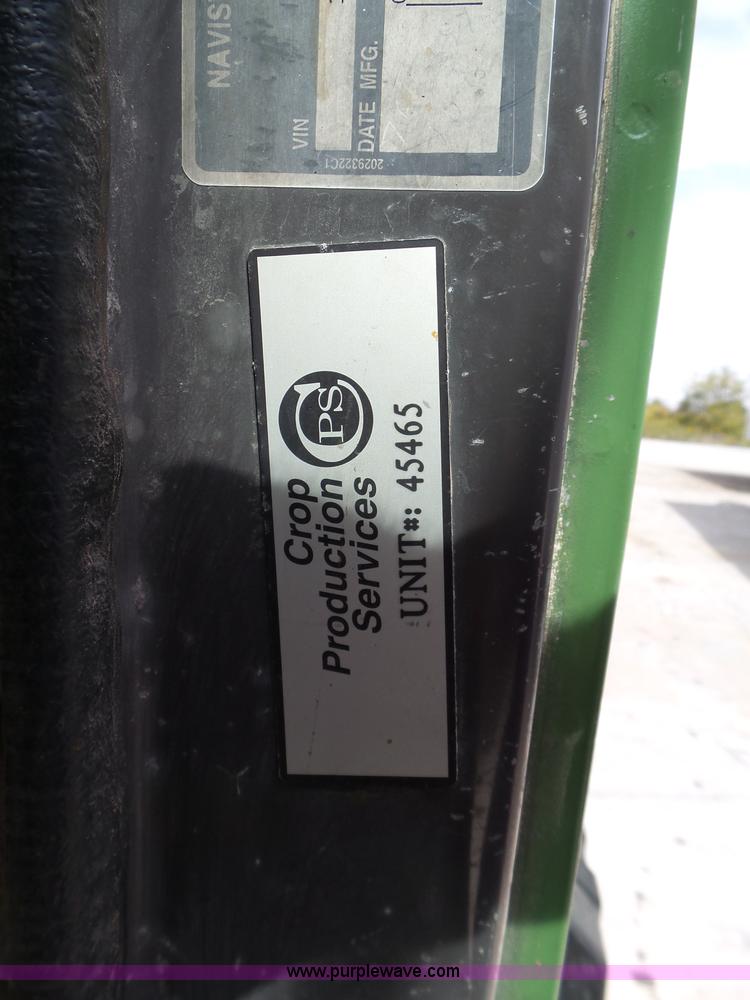 NAVIS
VIN
DATE MFG.
2029322C1
CPS
Crop
Production
Services
UNIT#: 45465
www.purplewave.com